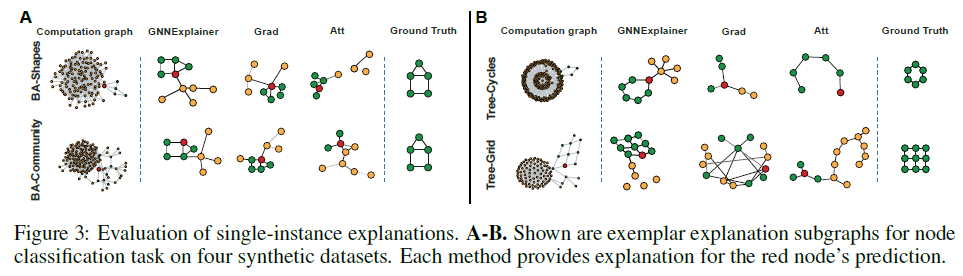 A
Computation graph GNNExplainer Grad Att Ground Truth
BA-Shapes
BA-Community
B
Computation graph GNNExplainer Grad Att Ground Truth
Tree-Cycles
Tree-Grid
Figure 3: Evaluation of single-instance explanations. A-B. Shown are exemplar explanation subgraphs for node
classification task on four synthetic datasets. Each method provides explanation for the red node's prediction.